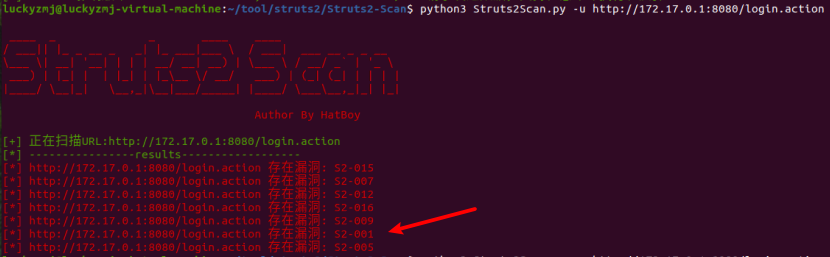 luckyzmj@luckyzmj-virtual-machine:~/tool/struts2/Struts2-Scan$ python3 Struts2Scan.py -u http://172.17.0.1:8080/login.action
Struts2 Scan
Author By HatBoy
[+] 正在扫描URL:http://172.17.0.1:8080/login.action
[*] ----------------results------------------
[*] http://172.17.0.1:8080/login.action 存在漏洞: S2-015
[*] http://172.17.0.1:8080/login.action 存在漏洞: S2-007
[*] http://172.17.0.1:8080/login.action 存在漏洞: S2-012
[*] http://172.17.0.1:8080/login.action 存在漏洞: S2-016
[*] http://172.17.0.1:8080/login.action 存在漏洞: S2-009
[*] http://172.17.0.1:8080/login.action 存在漏洞: S2-001
[*] http://172.17.0.1:8080/login.action 存在漏洞: S2-005